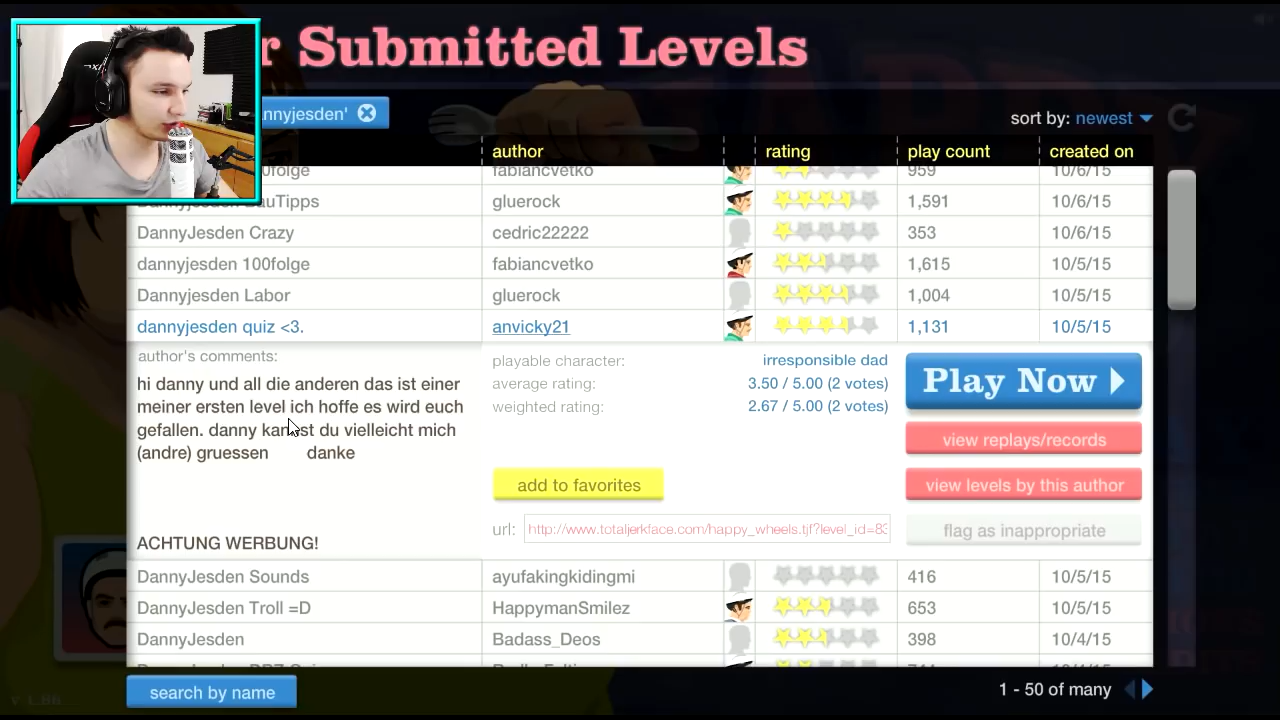 r Submitted Levels
nnyjesden'
sort by: newest
author rating play count created on
fabiancvetko 959 10/6/15
gluerock 1,591 10/6/15
DannyJesden Crazy cedric22222 353 10/6/15
dannyjesden 100folge fabiancvetko 1,615 10/5/15
Dannyjesden Labor gluerock 1,004 10/5/15
dannyjesden quiz <3. anvicky21 1,131 10/5/15
author's comments:
hi danny und all die anderen das ist einer
meiner ersten level ich hoffe es wird euch
gefallen. danny kannst du vielleicht mich
(andre) gruessen danke
ACHTUNG WERBUNG!
playable character: irresponsible dad
average rating: 3.50 / 5.00 (2 votes)
weighted rating: 2.67 / 5.00 (2 votes)
add to favorites
url: http://www.totaljerkface.com/happy_wheels.tjf?level_id=83
Play Now
view replays/records
view levels by this author
flag as inappropriate
DannyJesden Sounds ayufakingkidingmi 416 10/5/15
DannyJesden Troll =D HappymanSmilez 653 10/5/15
DannyJesden Badass_Deos 398 10/4/15
search by name
1 - 50 of many